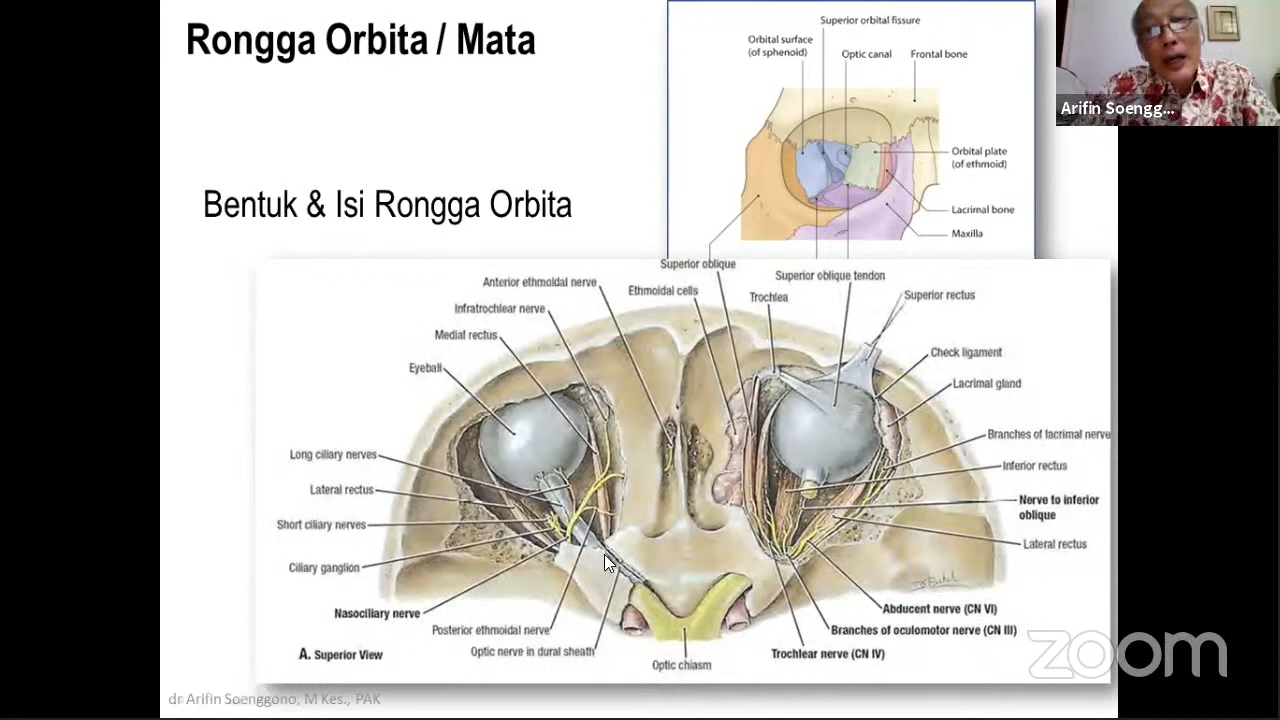 Rongga Orbita / Mata
Bentuk & Isi Rongga Orbita
Superior orbital fissure
Orbital surface
(of sphenoid)
Optic canal
Frontal bone
Orbital plate
(of ethmoid)
Lacrimal bone
Maxilla
Arifin Soengg...
Superior oblique
Superior oblique tendon
Anterior ethmoidal nerve
Ethmoidal cells
Trochlea
Superior rectus
Infratrochlear nerve
Medial rectus
Check ligament
Eyeball
Lacrimal gland
Branches of lacrimal nerve
Long ciliary nerves
Inferior rectus
Lateral rectus
Nerve to inferior
oblique
Short ciliary nerves
Lateral rectus
Ciliary ganglion
Nasociliary nerve
Abducent nerve (CN VI)
Posterior ethmoidal nerve
Branches of oculomotor nerve (CN III)
Optic nerve in dural sheath
Trochlear nerve (CN IV)
A. Superior View
Optic chiasm
zoom
dr Arifin Soenggono, M Kes., PAK